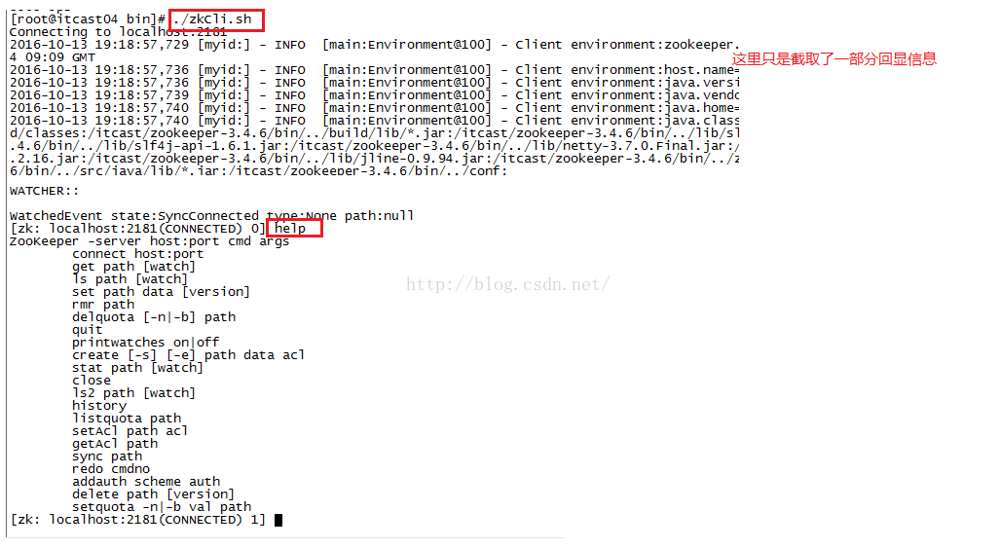 [root@itcast04 bin]# ./zkCli.sh
Connecting to localhost:2181
2016-10-13 19:18:57,729 [myid:] - INFO  [main:Environment@100] - Client environment:zookeeper.
4 09:09 GMT
这里只是截取了一部分回显信息
2016-10-13 19:18:57,736 [myid:] - INFO  [main:Environment@100] - Client environment:host.name=
2016-10-13 19:18:57,736 [myid:] - INFO  [main:Environment@100] - Client environment:java.versi
2016-10-13 19:18:57,739 [myid:] - INFO  [main:Environment@100] - Client environment:java.vendo
2016-10-13 19:18:57,740 [myid:] - INFO  [main:Environment@100] - Client environment:java.home=
2016-10-13 19:18:57,740 [myid:] - INFO  [main:Environment@100] - Client environment:java.class
d/classes:/itcast/zookeeper-3.4.6/bin/../build/lib/*.jar:/itcast/zookeeper-3.4.6/bin/../lib/sl
.4.6/bin/../lib/slf4j-api-1.6.1.jar:/itcast/zookeeper-3.4.6/bin/../lib/netty-3.7.0.Final.jar:/
.2.16.jar:/itcast/zookeeper-3.4.6/bin/../lib/jline-0.9.94.jar:/itcast/zookeeper-3.4.6/bin/../z
6/bin/../src/java/lib/*.jar:/itcast/zookeeper-3.4.6/bin/../conf:
WATCHER::
WatchedEvent state:SyncConnected type:None path:null
[zk: localhost:2181(CONNECTED) 0] help
ZooKeeper -server host:port cmd args
connect host:port
get path [watch]
ls path [watch]
set path data [version]
rmr path
delquota [-n|-b] path
quit
printwatches on|off
create [-s] [-e] path data acl
stat path [watch]
close
ls2 path [watch]
history
listquota path
setAcl path acl
getAcl path
sync path
redo cmdno
addauth scheme auth
delete path [version]
setquota -n|-b val path
[zk: localhost:2181(CONNECTED) 1]
http://blog.csdn.net/